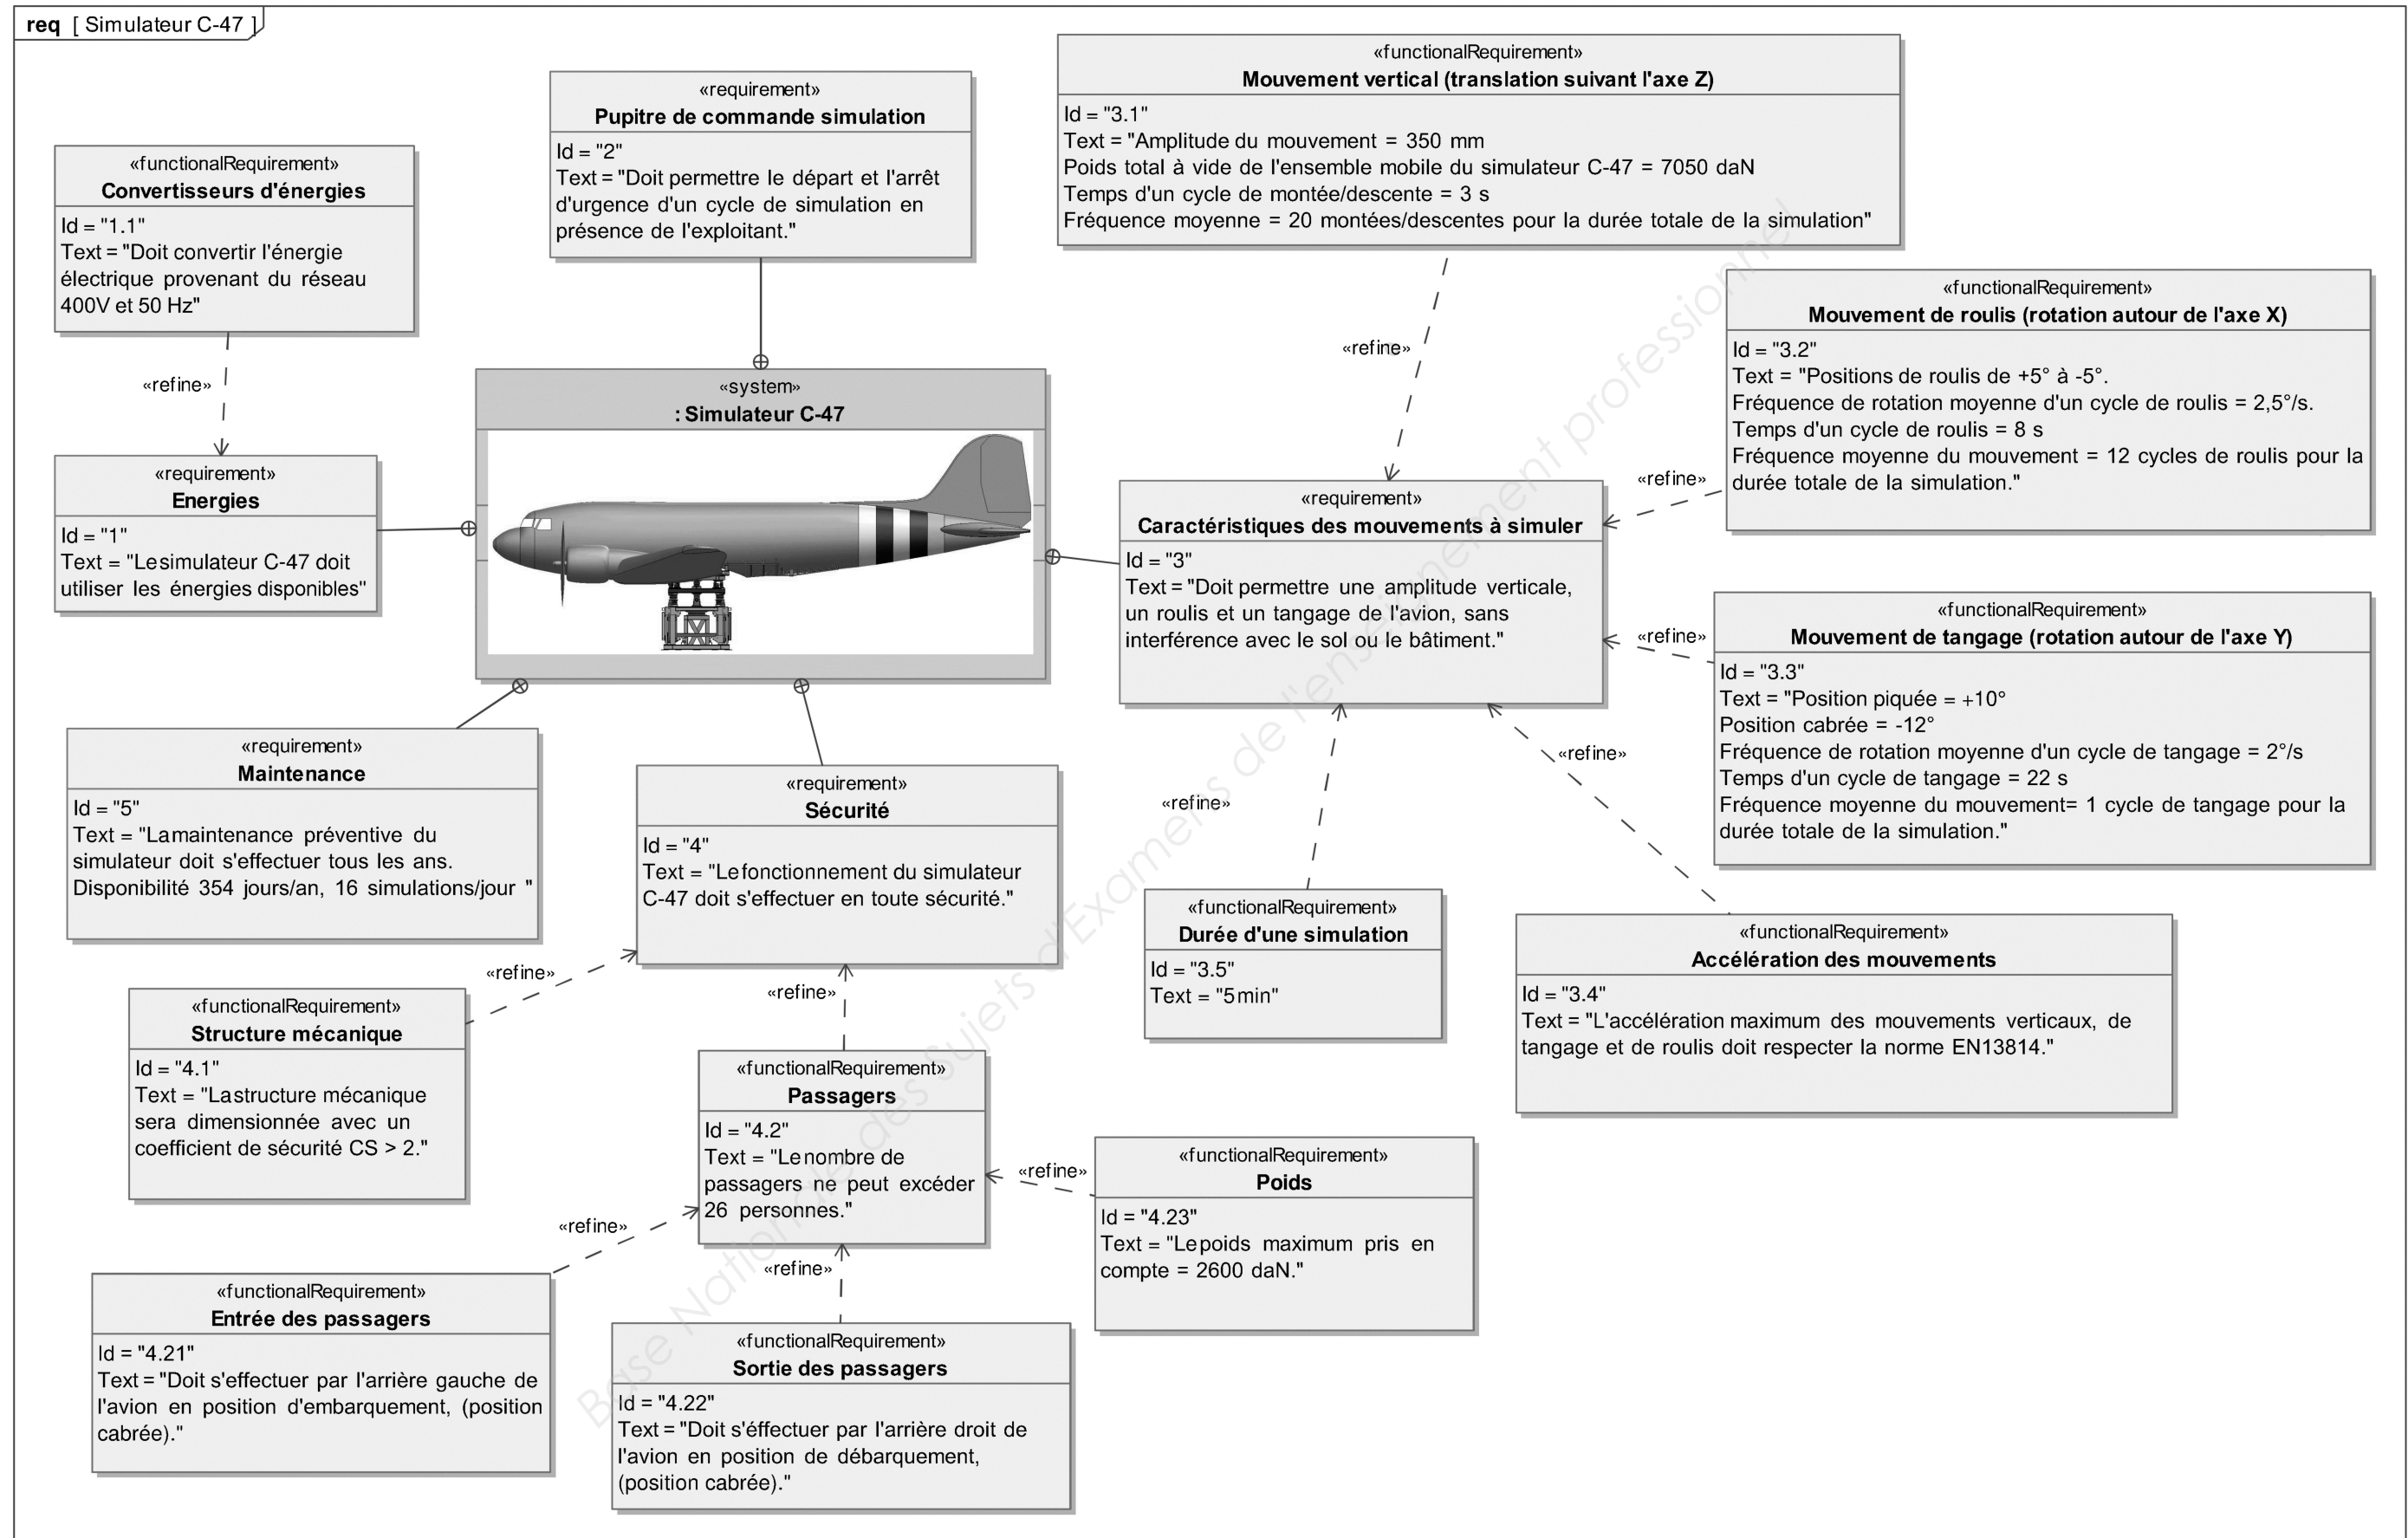 req [ Simulateur C-47 ]
«requirement»
Pupitre de commande simulation
Id = "2"
Text = "Doit permettre le départ et l'arrêt
d'urgence d'un cycle de simulation en
présence de l'exploitant."
«functionalRequirement»
Mouvement vertical (translation suivant l'axe Z)
Id = "3.1"
Text = "Amplitude du mouvement = 350 mm
Poids total à vide de l'ensemble mobile du simulateur C-47 = 7050 daN
Temps d'un cycle de montée/descente = 3 s
Fréquence moyenne = 20 montées/descentes pour la durée totale de la simulation"
«functionalRequirement»
Convertisseurs d'énergies
Id = "1.1"
Text = "Doit convertir l'énergie
électrique provenant du réseau
400V et 50 Hz"
«refine»
«refine»
«functionalRequirement»
Mouvement de roulis (rotation autour de l'axe X)
Id = "3.2"
Text = "Positions de roulis de +5° à -5°.
Fréquence de rotation moyenne d'un cycle de roulis = 2,5°/s.
Temps d'un cycle de roulis = 8 s
Fréquence moyenne du mouvement = 12 cycles de roulis pour la
durée totale de la simulation."
«refine»
«system»
: Simulateur C-47
«requirement»
Energies
Id = "1"
Text = "Lesimulateur C-47 doit
utiliser les énergies disponibles"
«requirement»
Caractéristiques des mouvements à simuler
Id = "3"
Text = "Doit permettre une amplitude verticale,
un roulis et un tangage de l'avion, sans
interférence avec le sol ou le bâtiment."
«refine»
«functionalRequirement»
Mouvement de tangage (rotation autour de l'axe Y)
Id = "3.3"
Text = "Position piquée = +10°
Position cabrée = -12°
Fréquence de rotation moyenne d'un cycle de tangage = 2°/s
Temps d'un cycle de tangage = 22 s
Fréquence moyenne du mouvement= 1 cycle de tangage pour la
durée totale de la simulation."
«requirement»
Maintenance
Id = "5"
Text = "Lamaintenance préventive du
simulateur doit s'effectuer tous les ans.
Disponibilité 354 jours/an, 16 simulations/jour "
«requirement»
Sécurité
Id = "4"
Text = "Lefonctionnement du simulateur
C-47 doit s'effectuer en toute sécurité."
«refine»
«refine»
«functionalRequirement»
Durée d'une simulation
Id = "3.5"
Text = "5min"
«functionalRequirement»
Accélération des mouvements
Id = "3.4"
Text = "L'accélération maximum des mouvements verticaux, de
tangage et de roulis doit respecter la norme EN13814."
«refine»
«refine»
«functionalRequirement»
Structure mécanique
Id = "4.1"
Text = "Lastructure mécanique
sera dimensionnée avec un
coefficient de sécurité CS > 2."
«functionalRequirement»
Passagers
Id = "4.2"
Text = "Lenombre de
passagers ne peut excéder
26 personnes."
«refine»
«functionalRequirement»
Poids
Id = "4.23"
Text = "Lepoids maximum pris en
compte = 2600 daN."
«refine»
«refine»
«functionalRequirement»
Entrée des passagers
Id = "4.21"
Text = "Doit s'effectuer par l'arrière gauche de
l'avion en position d'embarquement, (position
cabrée)."
«functionalRequirement»
Sortie des passagers
Id = "4.22"
Text = "Doit s'éffectuer par l'arrière droit de
l'avion en position de débarquement,
(position cabrée)."
Base Nationale des Sujets d'Examens de l'enseignement professionnel